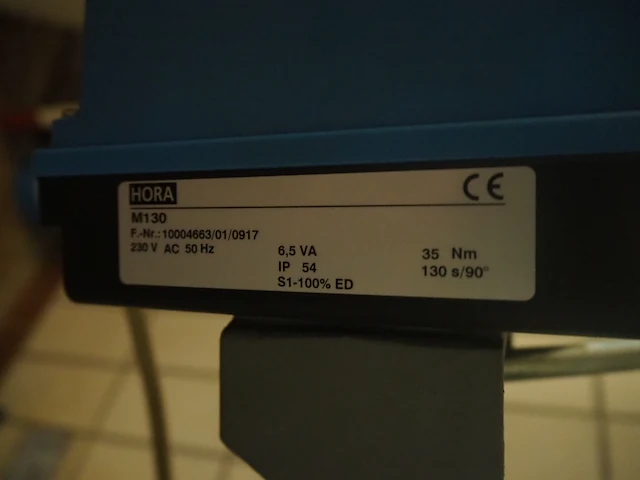 HORA
CE
M130
F.-Nr.: 10004663/01/0917
230 V AC 50 Hz
6,5 VA
IP 54
S1-100% ED
35 Nm
130 s/90°